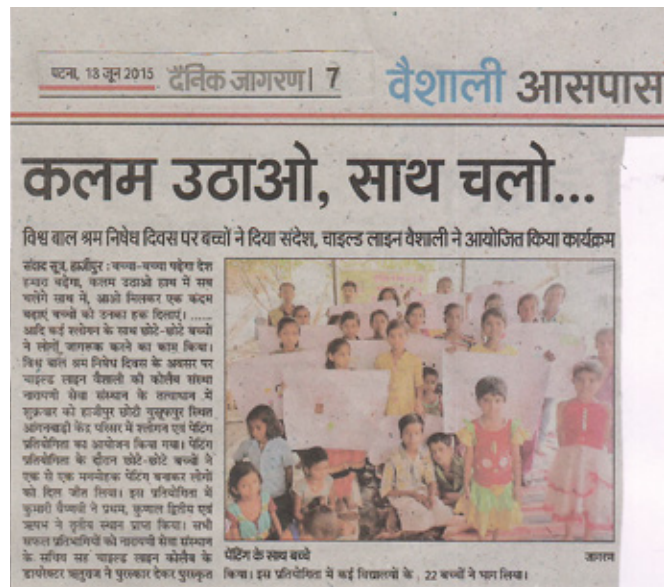 पटना, 13 जून 2015 दैनिक जागरण | 7 वैशाली आसपास
कलम उठाओ, साथ चलो...
विश्व बाल श्रम निषेध दिवस पर बच्चों ने दिया संदेश, चाइल्ड लाइन वैशाली ने आयोजित किया कार्यक्रम
संवाद सूत्र, हाजीपुर : बच्चा-बच्चा पढ़ेगा देश
हमारा बढ़ेगा, कलम उठाओ हाथ में सब
चलेंगे साथ में, आओ मिलकर एक कदम
बढ़ाएं बच्चों को उनका हक दिलाएं। ......
आदि कई स्लोगन के साथ छोटे-छोटे बच्चों
ने लोगों जागरूक करने का काम किया।
विश्व बाल श्रम निषेध दिवस के अवसर पर
चाइल्ड लाइन वैशाली की कोलैब संस्था
नारायणी सेवा संस्थान के तत्वाधान में
शुक्रवार को हाजीपुर छोटी युसूफपुर स्थित
आंगनबाड़ी केंद्र परिसर में स्लोगन एवं पेंटिंग
प्रतियोगिता का आयोजन किया गया। पेंटिंग
प्रतियोगिता के दौरान छोटे-छोटे बच्चों ने
एक से एक मनमोहक पेंटिंग बनाकर लोगों
को दिल जीत लिया। इस प्रतियोगिता में
कुमारी वैष्णवी ने प्रथम, कुणाल द्वितीय एवं
ऋषभ ने तृतीय स्थान प्राप्त किया। सभी
सफल प्रतिभागियों को नारायणी सेवा संस्थान
के सचिव सह चाइल्ड लाइन कोलैब के
डायरेक्टर ऋतुराज ने पुरस्कार देकर पुरस्कृत
पेंटिंग के साथ बच्चे
जागरण
किया। इस प्रतियोगिता में कई विद्यालयों के 22 बच्चों ने भाग लिया।